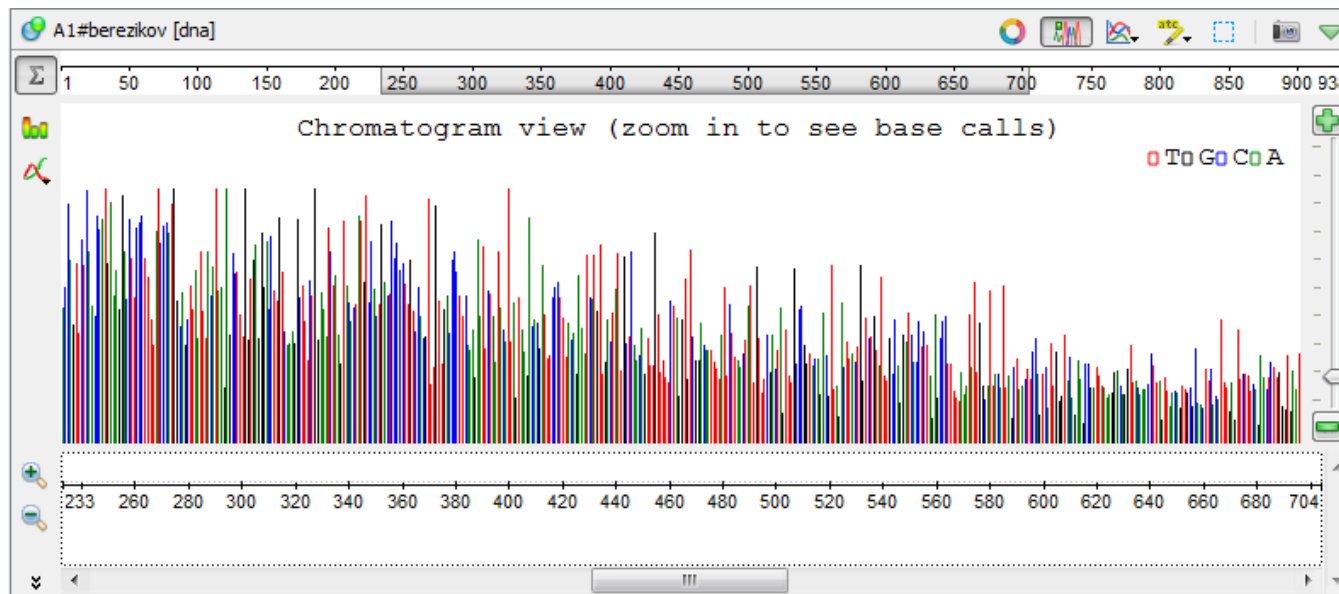 A1#berezikov [dna]
atc
Σ
1 50 100 150 200 250 300 350 400 450 500 550 600 650 700 750 800 850 900 938
Chromatogram view (zoom in to see base calls)
T G C A
233 260 280 300 320 340 360 380 400 420 440 460 480 500 520 540 560 580 600 620 640 660 680 704